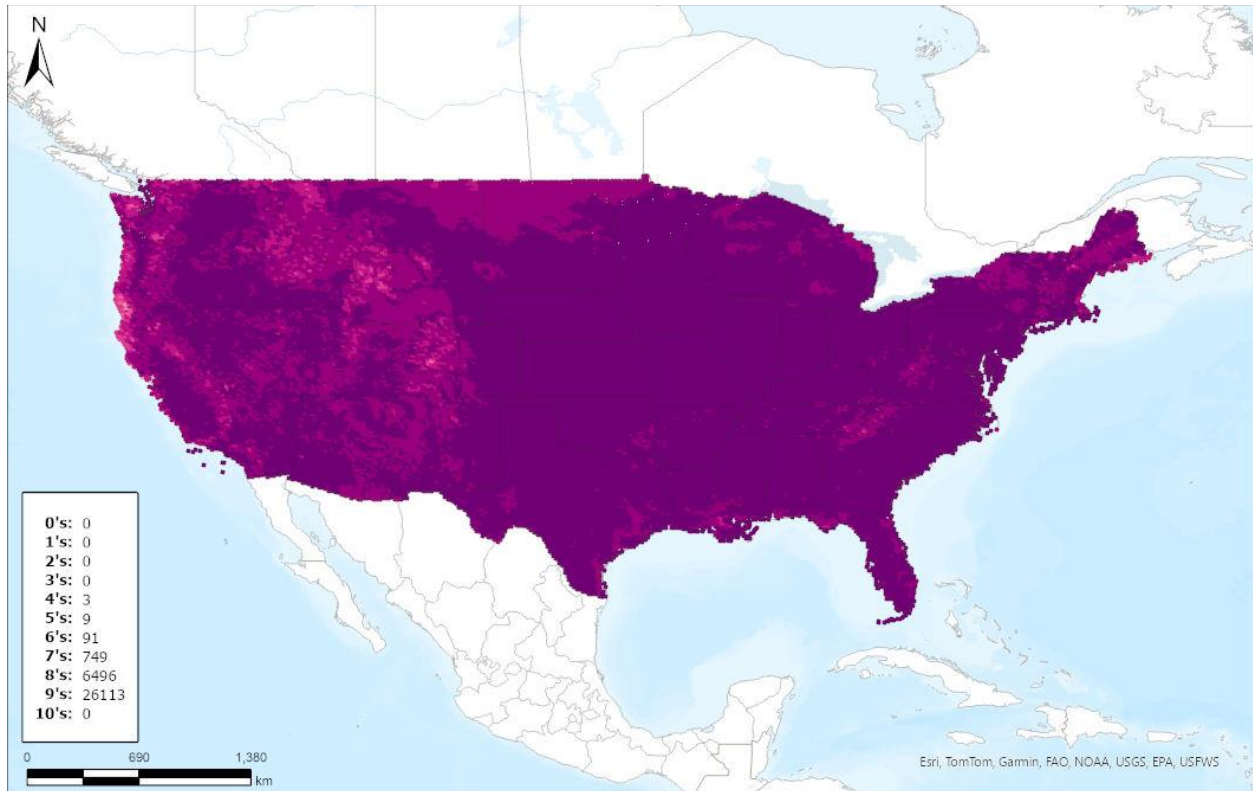 N
0's: 0
1's: 0
2's: 0
3's: 0
4's: 3
5's: 9
6's: 91
7's: 749
8's: 6496
9's: 26113
10's: 0
0 690 1,380
km
Esri, TomTom, Garmin, FAO, NOAA, USGS, EPA, USFWS